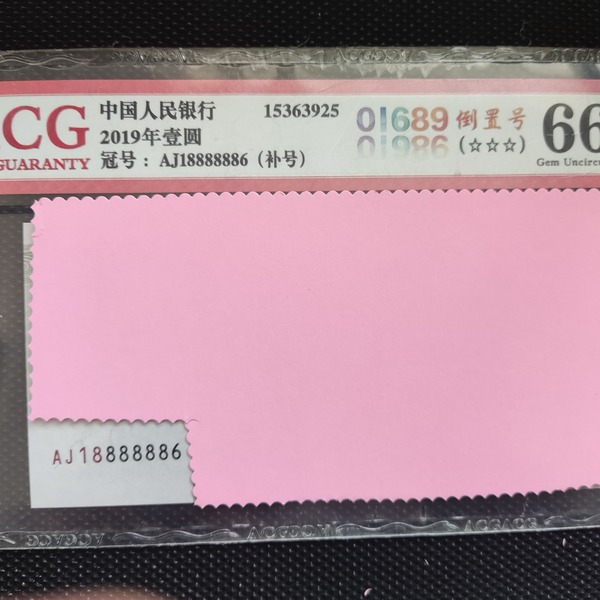 CG 中国人民银行 15363925 01689 倒置号 66
GUARANTY 2019年壹圆 01986 (☆☆☆) Gem Uncircu
冠号： AJ18888886 (补号)
AJ18888886